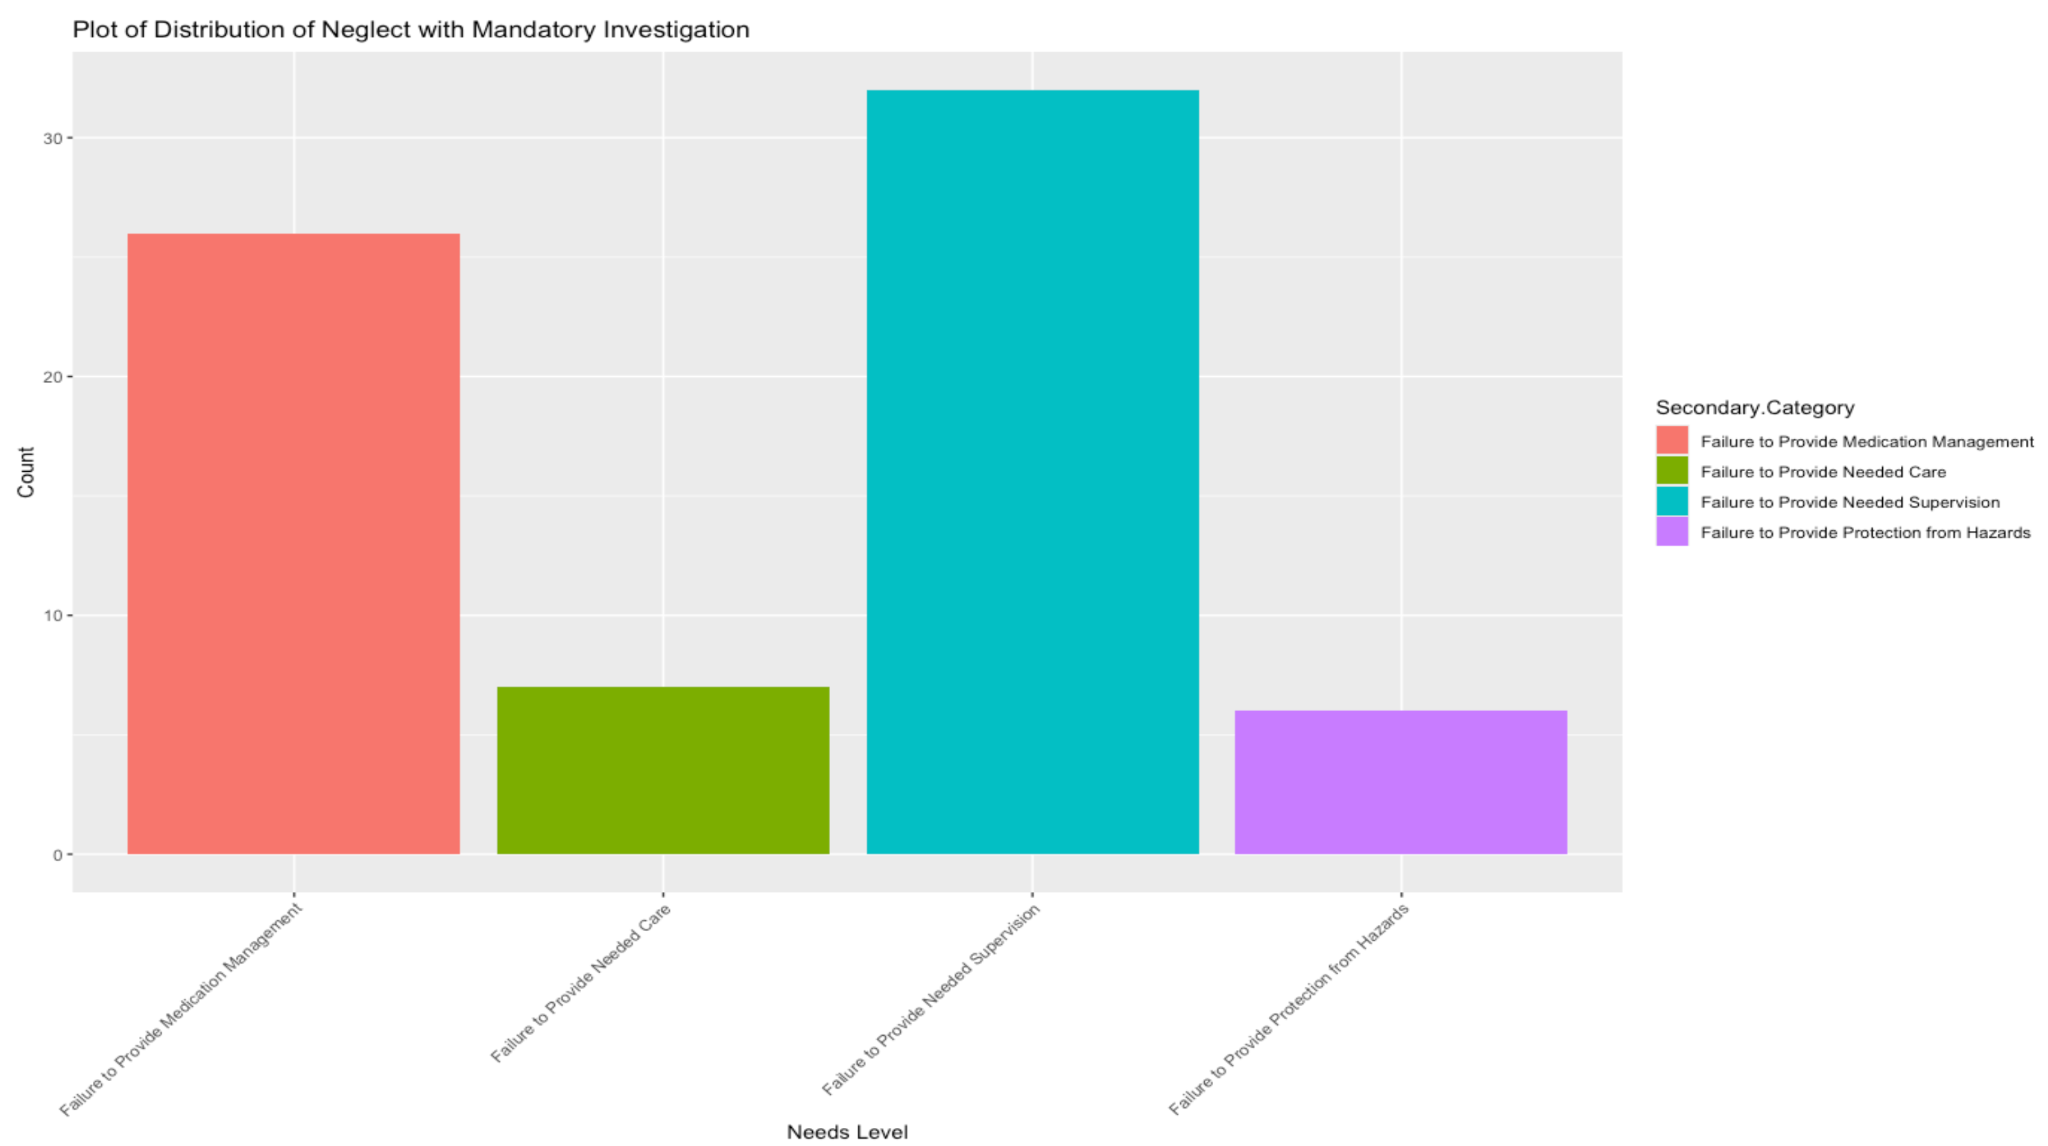 Plot of Distribution of Neglect with Mandatory Investigation
30
20
10
0
Count
Failure to Provide Medication Management
Failure to Provide Needed Care
Failure to Provide Needed Supervision
Failure to Provide Protection from Hazards
Needs Level
Secondary.Category
Failure to Provide Medication Management
Failure to Provide Needed Care
Failure to Provide Needed Supervision
Failure to Provide Protection from Hazards